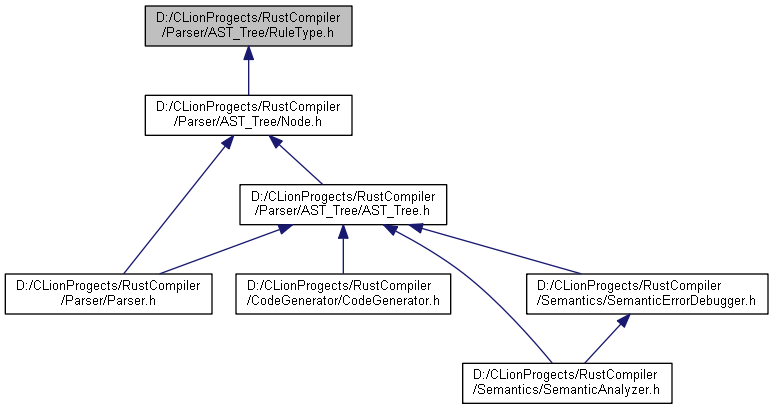 D:/CLionProgects/RustCompiler
/Parser/AST_Tree/RuleType.h
D:/CLionProgects/RustCompiler
/Parser/AST_Tree/Node.h
D:/CLionProgects/RustCompiler
/Parser/AST_Tree/AST_Tree.h
D:/CLionProgects/RustCompiler
/Parser/Parser.h
D:/CLionProgects/RustCompiler
/CodeGenerator/CodeGenerator.h
D:/CLionProgects/RustCompiler
/Semantics/SemanticErrorDebugger.h
D:/CLionProgects/RustCompiler
/Semantics/SemanticAnalyzer.h